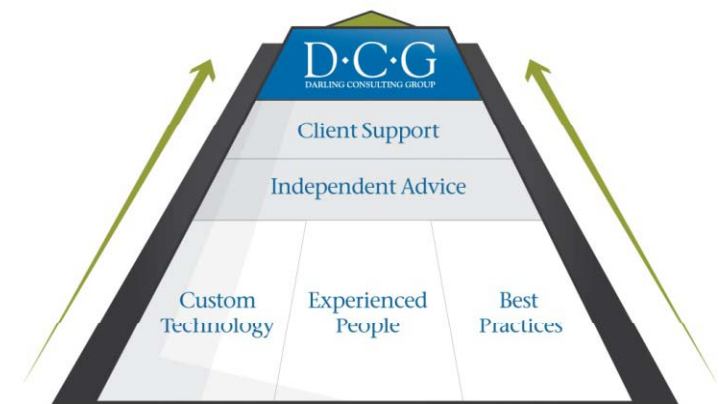 D·C·G
DARLING CONSULTING GROUP
Client Support
Independent Advice
Custom
Technology
Experienced
People
Best
Practices